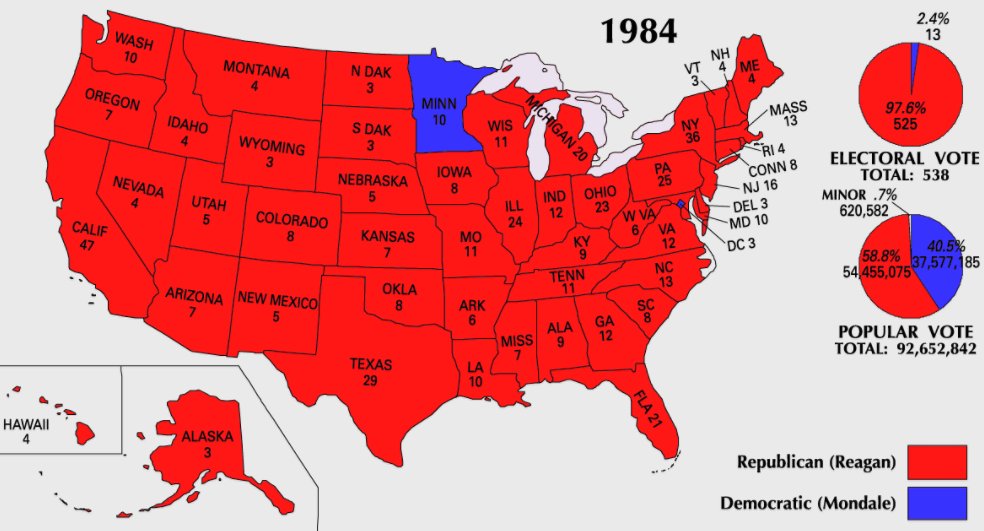 1984
WASH
10
OREGON
7
CALIF
47
IDAHO
4
NEVADA
4
MONTANA
4
WYOMING
3
UTAH
5
ARIZONA
7
COLORADO
8
NEW MEXICO
5
N DAK
3
S DAK
3
NEBRASKA
5
KANSAS
7
OKLA
8
TEXAS
29
MINN
10
IOWA
8
MO
11
ARK
6
LA
10
WIS
11
ILL
24
MICHIGAN 20
IND
12
OHIO
23
KY
9
TENN
11
MISS
7
ALA
9
GA
12
FLA 21
SC
8
NC
13
VA
12
W VA
6
PA
25
NY
36
VT
3
NH
4
ME
4
MASS
13
RI 4
CONN 8
NJ 16
DEL 3
MD 10
DC 3
HAWAII
4
ALASKA
3
2.4%
13
97.6%
525
ELECTORAL VOTE
TOTAL: 538
MINOR .7%
620,582
40.5%
37,577,185
58.8%
54,455,075
POPULAR VOTE
TOTAL: 92,652,842
Republican (Reagan)
Democratic (Mondale)